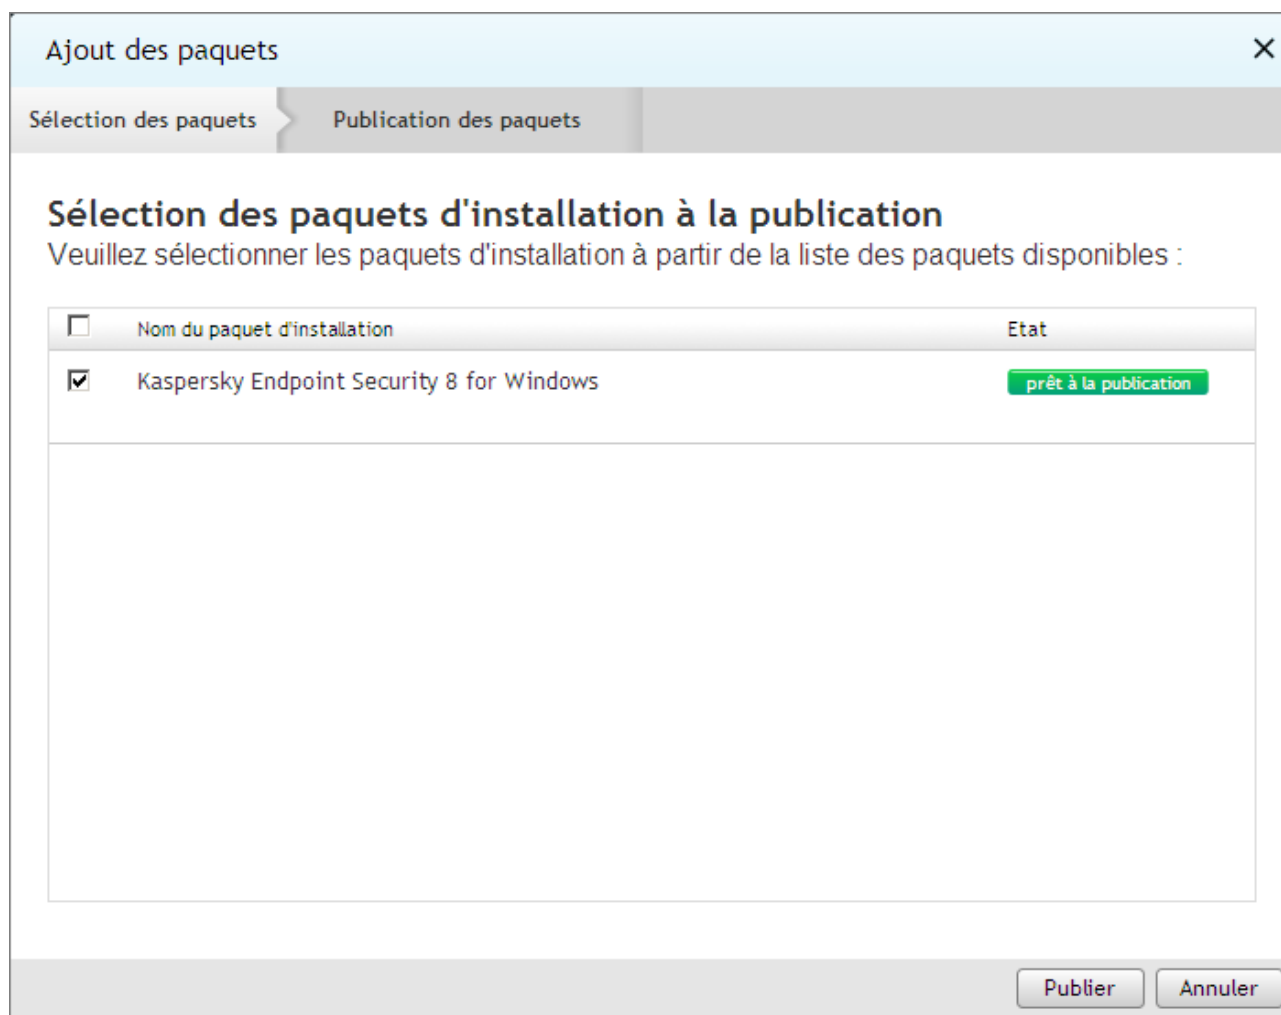 Ajout des paquets
Sélection des paquets
Publication des paquets
Sélection des paquets d'installation à la publication
Veuillez sélectionner les paquets d'installation à partir de la liste des paquets disponibles :
Nom du paquet d'installation
Etat
Kaspersky Endpoint Security 8 for Windows
prêt à la publication
Publier
Annuler